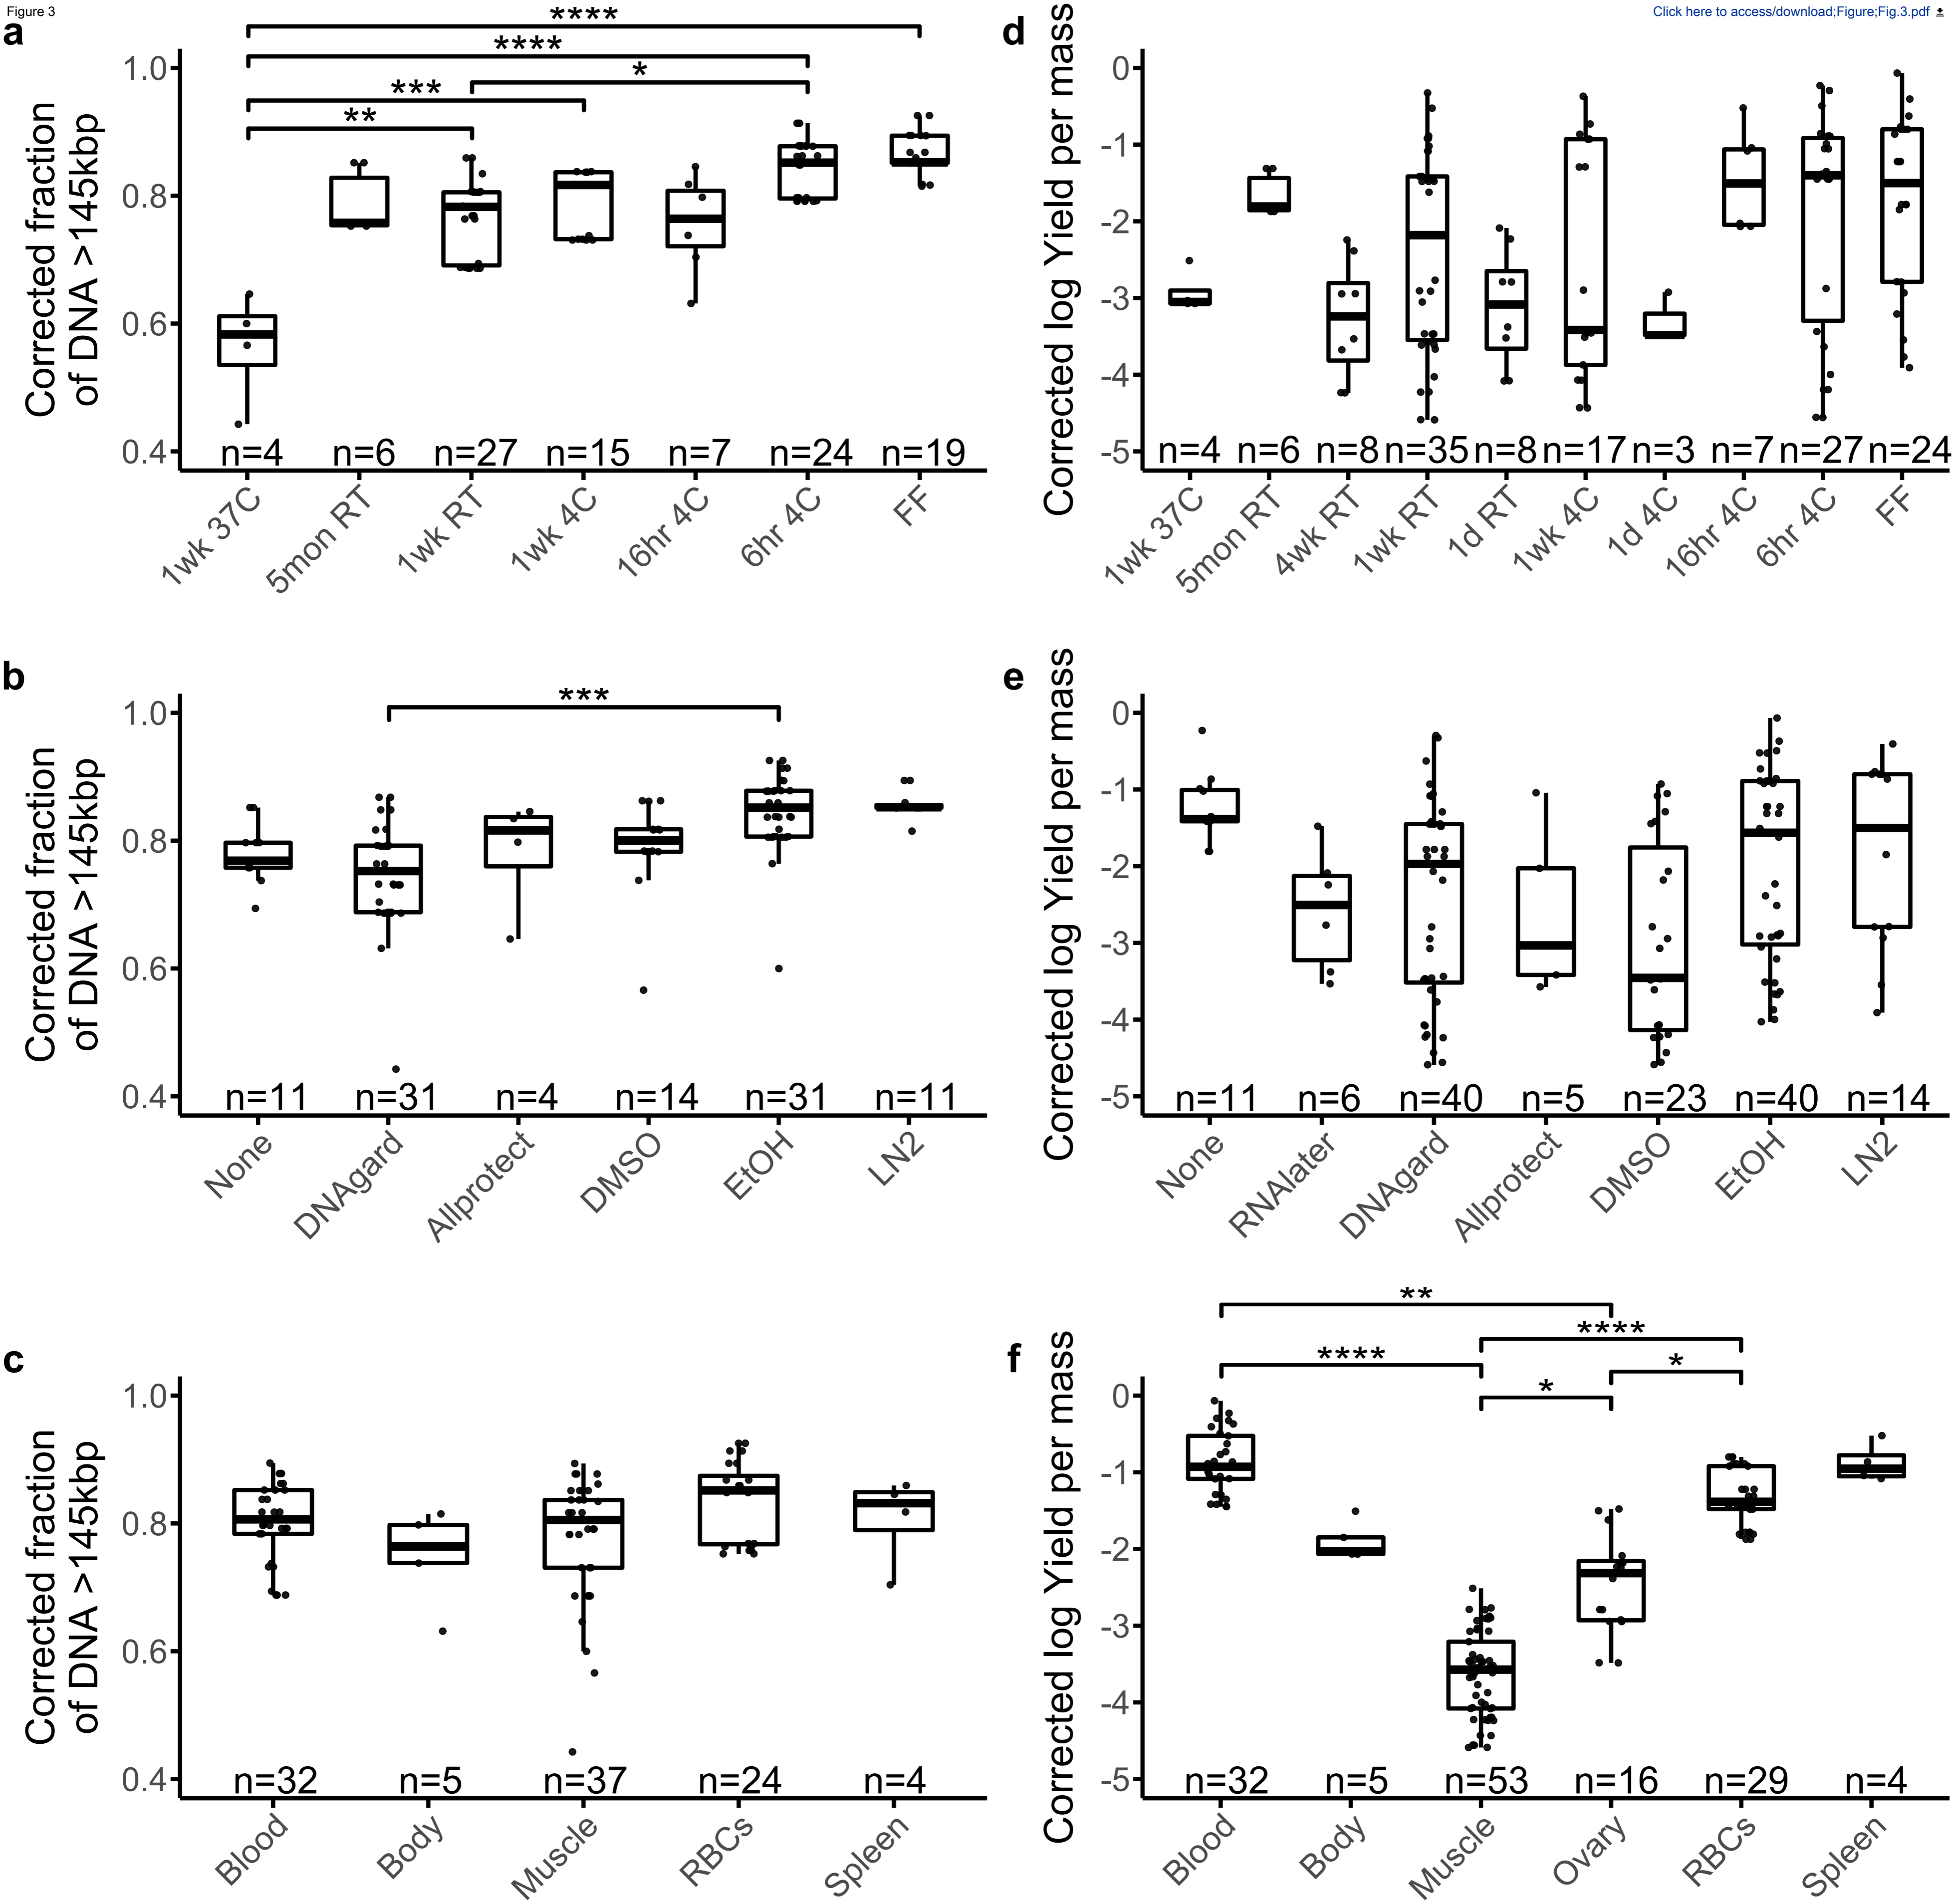 Figure 3
Click here to access/download;Figure;Fig.3.pdf
a
****
****
*
***
**
Corrected fraction
of DNA >145kbp
1.0
0.8
0.6
0.4
n=4 n=6 n=27 n=15 n=7 n=24 n=19
1wk 37C
5mon RT
1wk RT
1wk 4C
16hr 4C
6hr 4C
FF
d
Corrected log Yield per mass
0
-1
-2
-3
-4
-5
n=4 n=6 n=8 n=35 n=8 n=17 n=3 n=7 n=27 n=24
1wk 37C
5mon RT
4wk RT
1wk RT
1d RT
1wk 4C
1d 4C
16hr 4C
6hr 4C
FF
b
***
Corrected fraction
of DNA >145kbp
1.0
0.8
0.6
0.4
n=11 n=31 n=4 n=14 n=31 n=11
None
DNAgard
Allprotect
DMSO
EtOH
LN2
e
Corrected log Yield per mass
0
-1
-2
-3
-4
-5
n=11 n=6 n=40 n=5 n=23 n=40 n=14
None
RNAlater
DNAgard
Allprotect
DMSO
EtOH
LN2
c
Corrected fraction
of DNA >145kbp
1.0
0.8
0.6
0.4
n=32 n=5 n=37 n=24 n=4
Blood
Body
Muscle
RBCs
Spleen
f
**
****
****
*
*
Corrected log Yield per mass
0
-1
-2
-3
-4
-5
n=32 n=5 n=53 n=16 n=29 n=4
Blood
Body
Muscle
Ovary
RBCs
Spleen